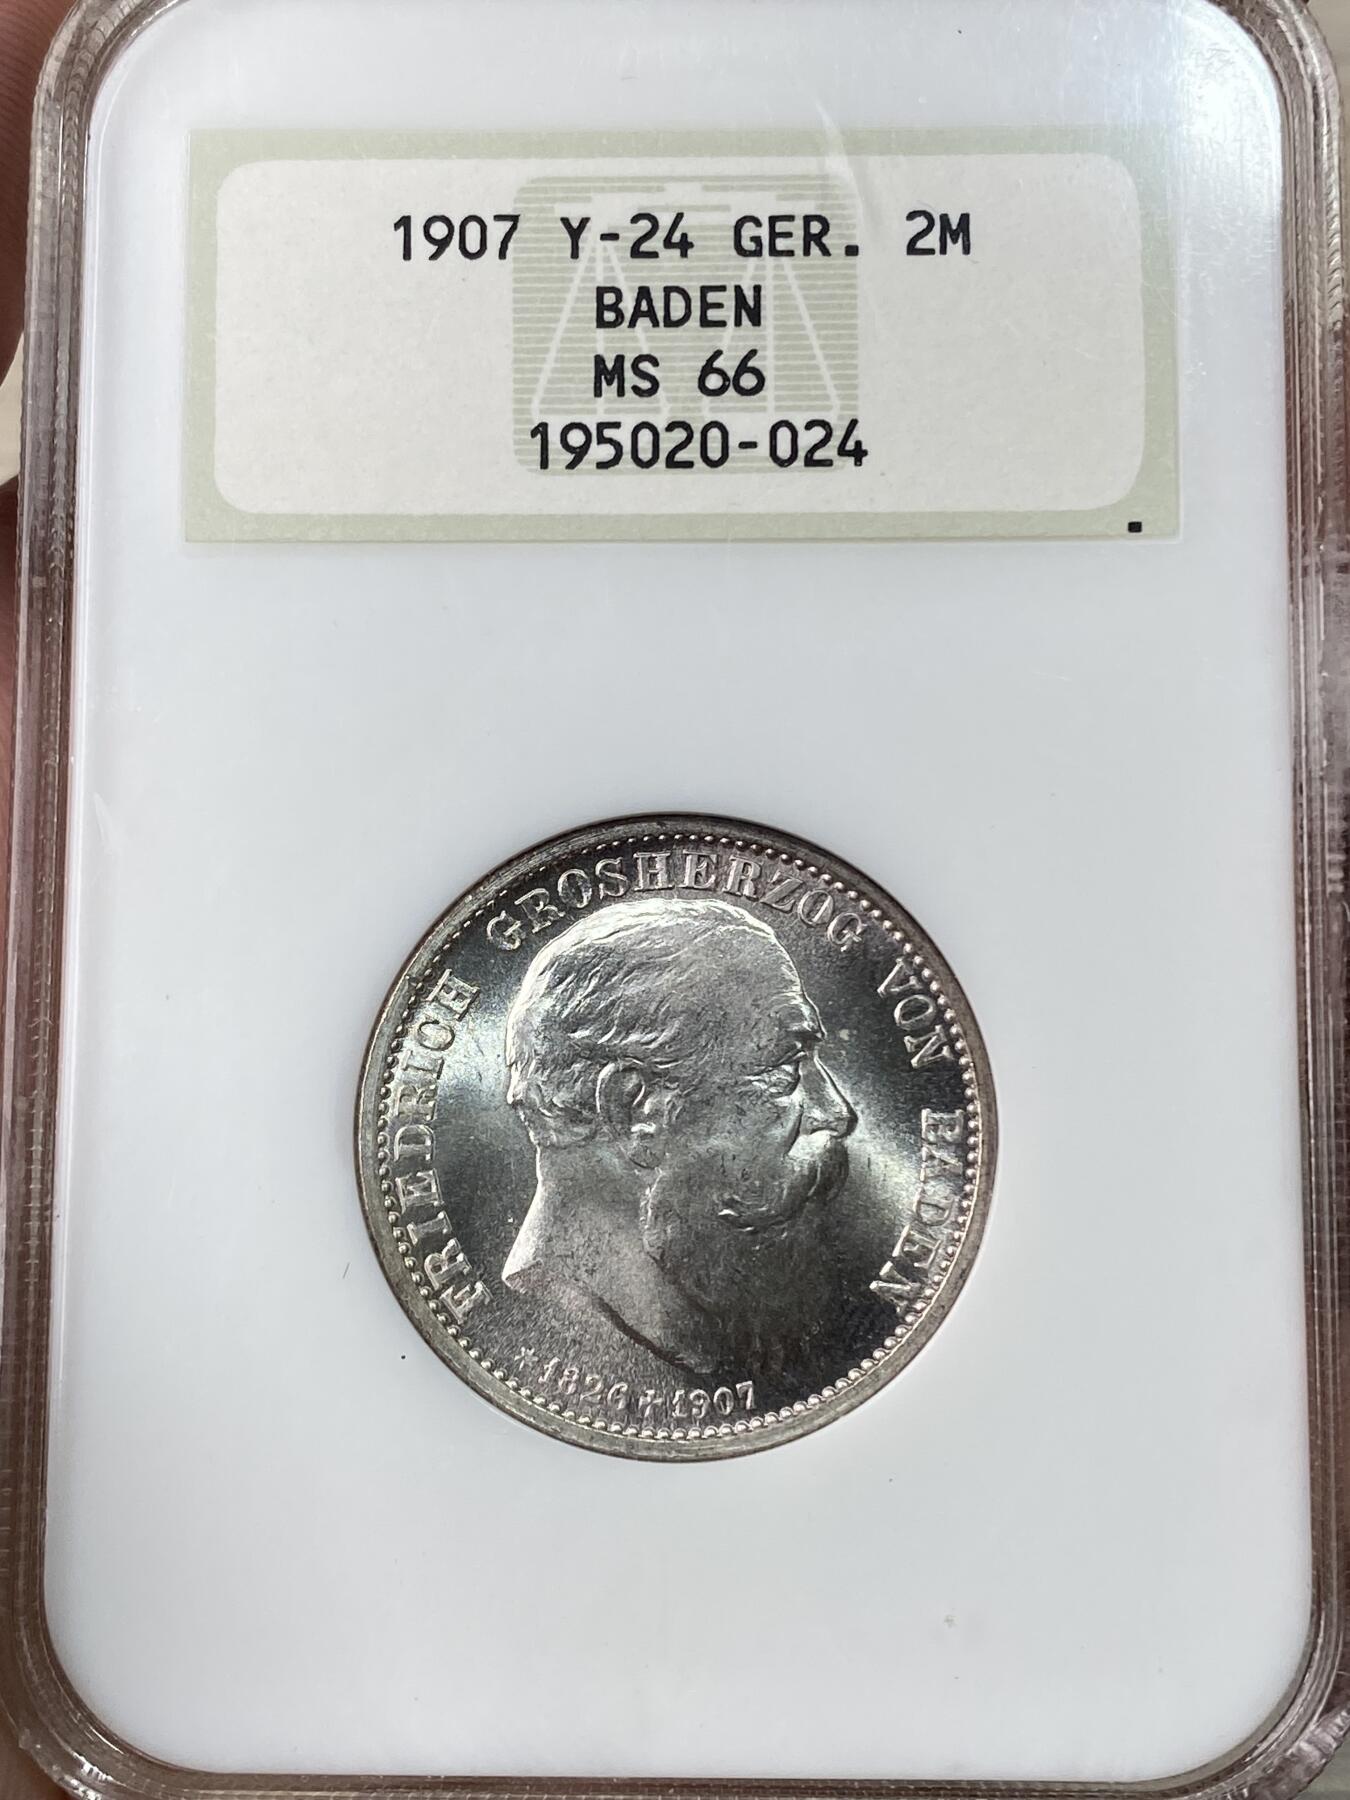 1907 Y-24 GER. 2M
BADEN
MS 66
195020-024
FRIEDRICH GROSHERZOG VON BADEN
*1826✝1907